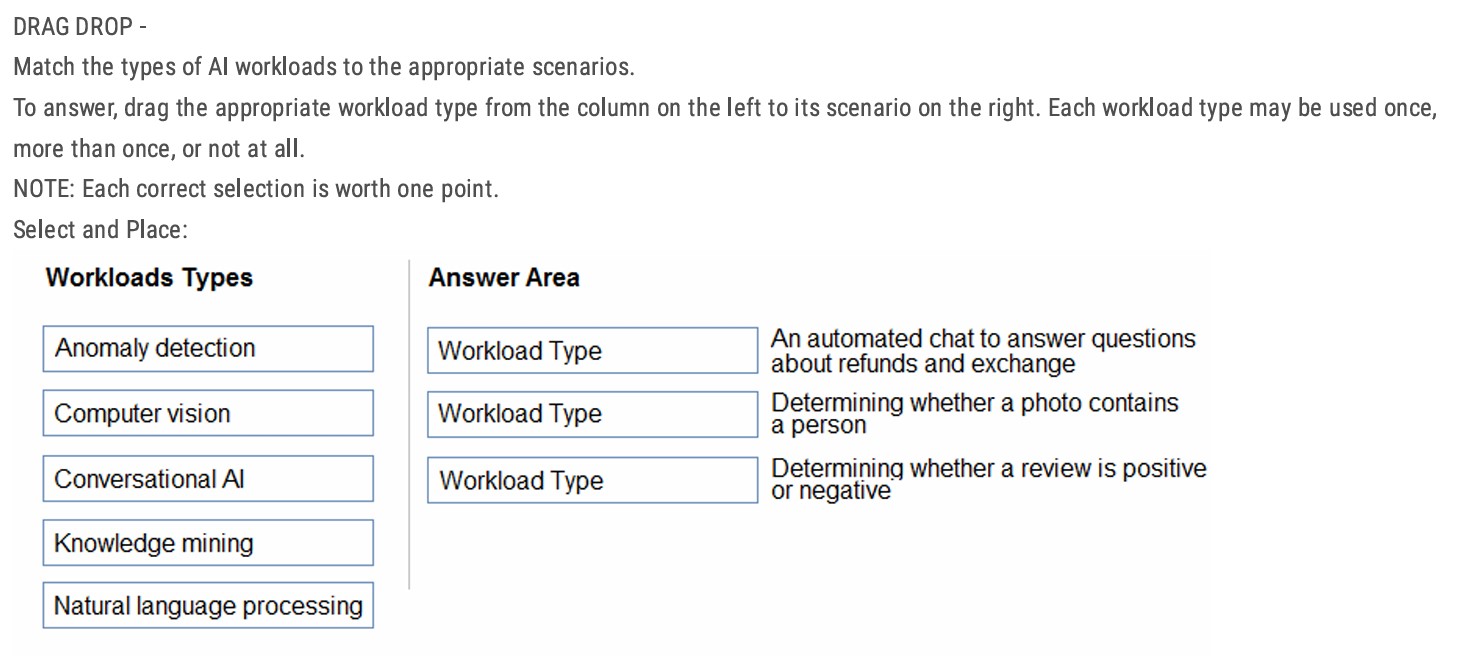 DRAG DROP -
Match the types of AI workloads to the appropriate scenarios.
To answer, drag the appropriate workload type from the column on the left to its scenario on the right. Each workload type may be used once,
more than once, or not at all.
NOTE: Each correct selection is worth one point.
Select and Place:
Workloads Types
Anomaly detection
Computer vision
Conversational AI
Knowledge mining
Natural language processing
Answer Area
Workload Type
An automated chat to answer questions
about refunds and exchange
Workload Type
Determining whether a photo contains
a person
Workload Type
Determining whether a review is positive
or negative